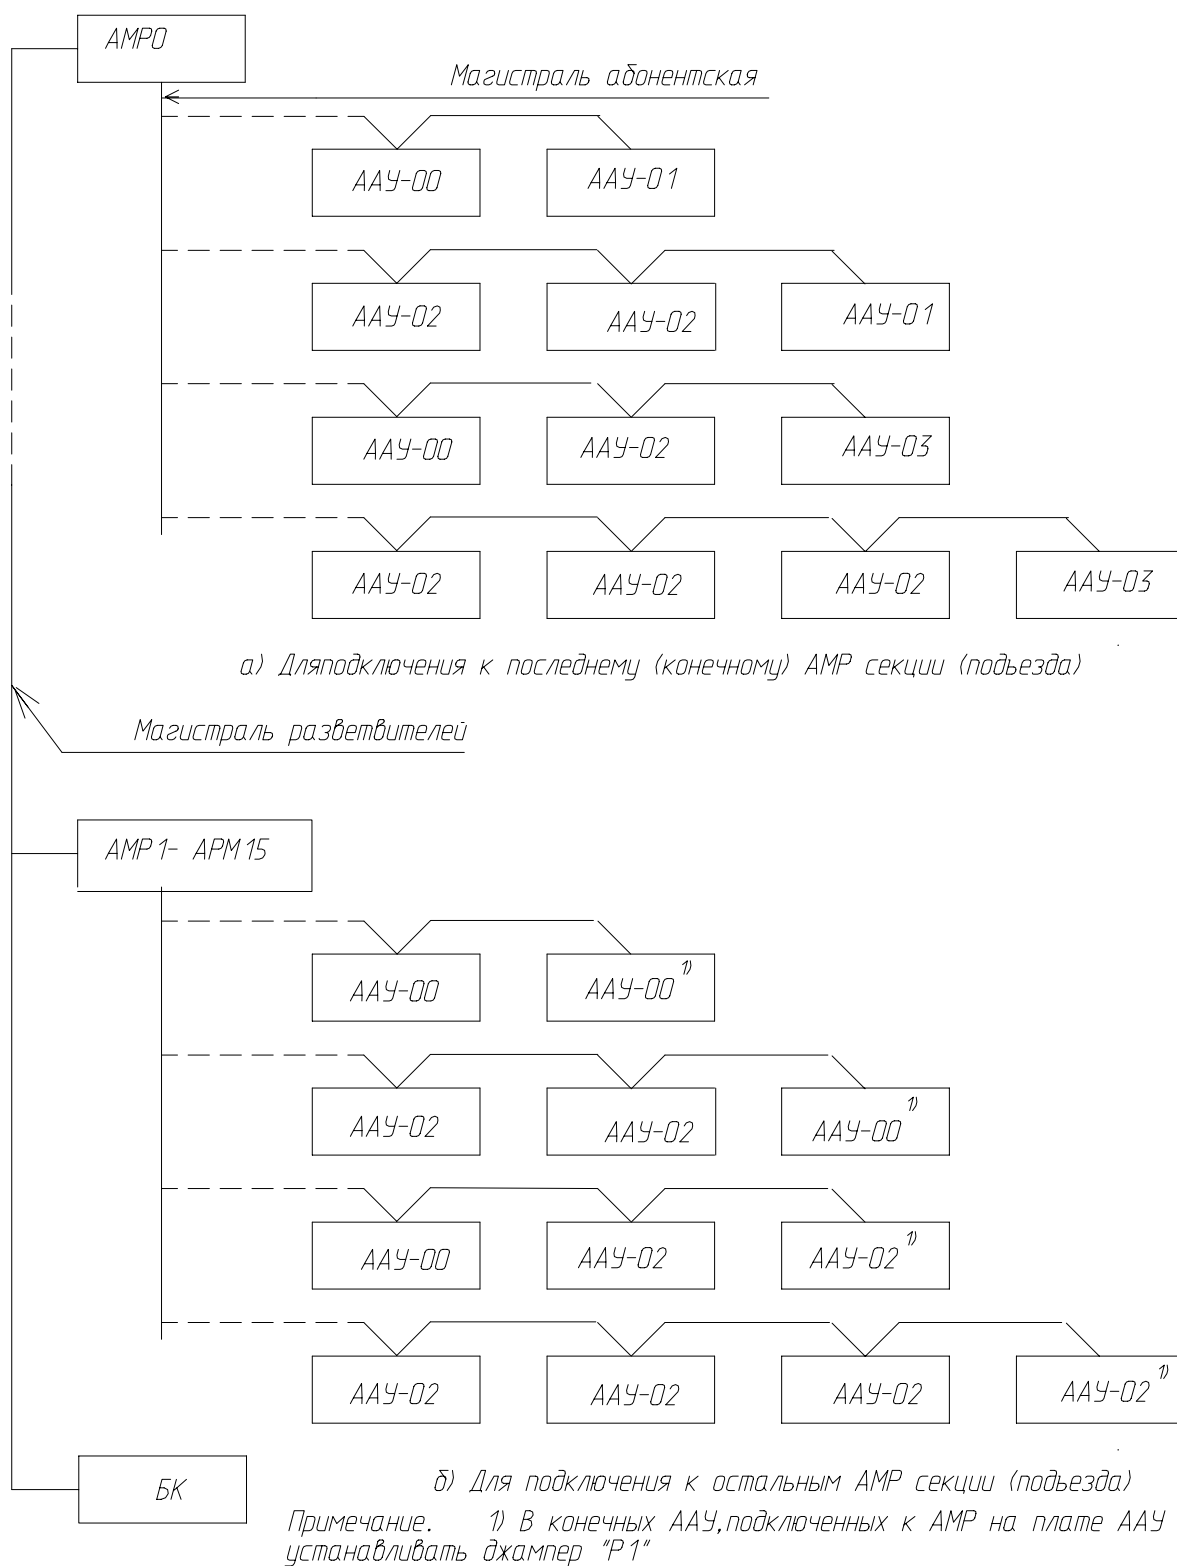 АМР0
Магистраль абонентская
ААУ-00 ААУ-01
ААУ-02 ААУ-02 ААУ-01
ААУ-00 ААУ-02 ААУ-03
ААУ-02 ААУ-02 ААУ-02 ААУ-03
а) Дляподключения к последнему (конечному) АМР секции (подьезда)
Магистраль разветвителей
АМР1- АРМ15
ААУ-00 ААУ-00 1)
ААУ-02 ААУ-02 ААУ-00 1)
ААУ-00 ААУ-02 ААУ-02 1)
ААУ-02 ААУ-02 ААУ-02 ААУ-02 1)
БК
б) Для подключения к остальным АМР секции (подьезда)
Примечание. 1) В конечных ААУ,подключенных к АМР на плате ААУ
устанавливать джампер "Р1"